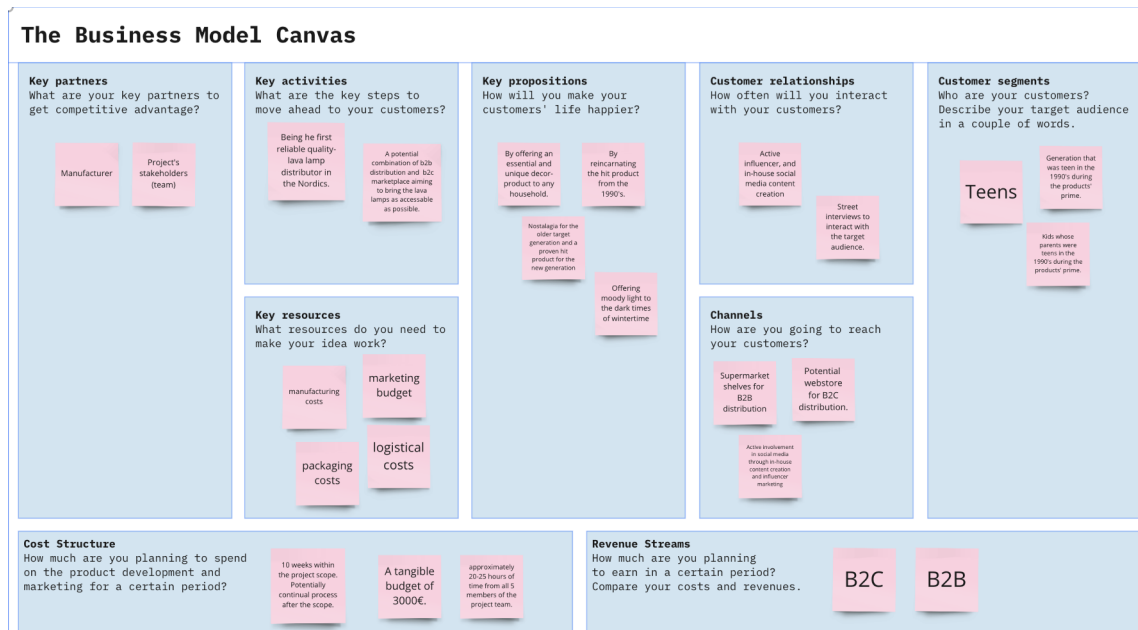 The Business Model Canvas
Key partners
What are your key partners to
get competitive advantage?
Manufacturer
Project's
stakeholders
(team)
Key activities
What are the key steps to
move ahead to your customers?
Being he first
reliable quality-
lava lamp
distributor in
the Nordics.
A potential
combination of b2b
distribution and b2c
marketplace aiming
to bring the lava
lamps as accessable
as possible.
Key resources
What resources do you need to
make your idea work?
manufacturing
costs
marketing
budget
packaging
costs
logistical
costs
Key propositions
How will you make your
customers' life happier?
By offering an
essential and
unique decor-
product to any
household.
By
reincarnating
the hit product
from the
1990's.
Nostalagia for the
older target
generation and a
proven hit
product for the
new generation
Offering
moody light to
the dark times
of wintertime
Customer relationships
How often will you interact
with your customers?
Active
influencer, and
in-house social
media content
creation
Street
interviews to
interact with
the target
audience.
Channels
How are you going to reach
your customers?
Supermarket
shelves for
B2B
distribution
Potential
webstore
for B2C
distribution.
Active involvement
in social media
through in-house
content creation
and influencer
marketing
Customer segments
Who are your customers?
Describe your target audience
in a couple of words.
Teens
Generation that
was teen in the
1990's during
the products'
prime.
Kids whose
parents were
teens in the
1990's during the
products' prime.
Cost Structure
How much are you planning to spend
on the product development and
marketing for a certain period?
10 weeks within
the project scope.
Potentially
continual process
after the scope.
A tangible
budget of
3000€.
approximately
20-25 hours of
time from all 5
members of the
project team.
Revenue Streams
How much are you planning
to earn in a certain period?
Compare your costs and revenues.
B2C
B2B